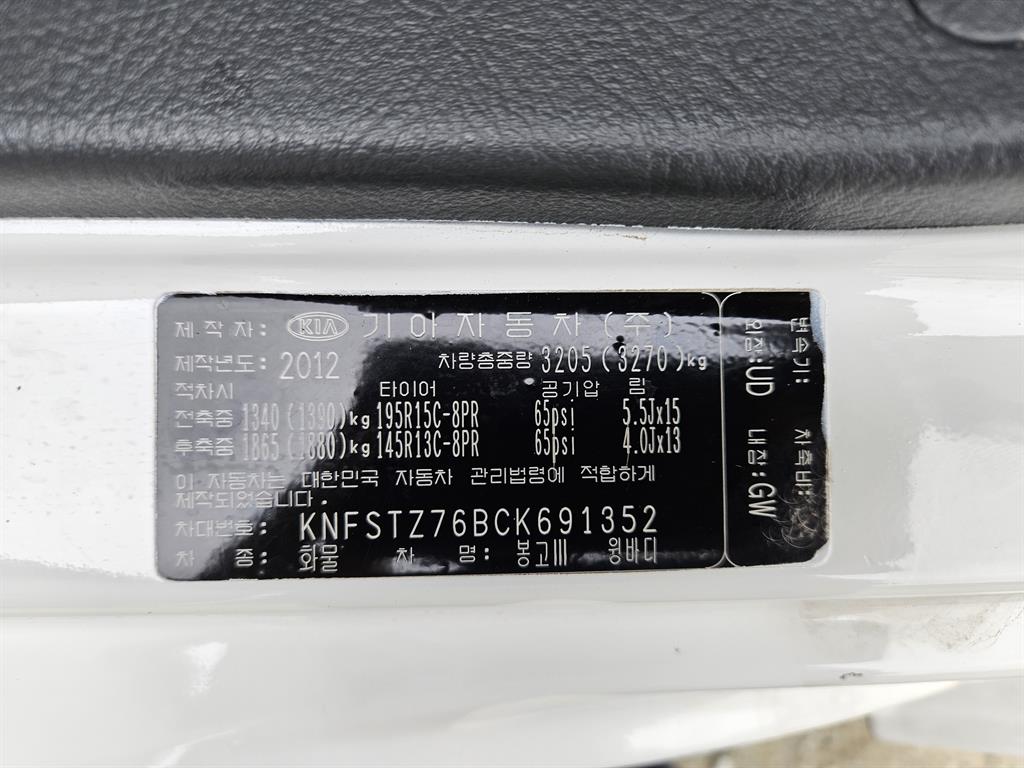 제 작 자: KIA 기아자동차(주)
제작년도: 2012 차량총중량 3205 (3270)kg
적차시 타이어 공기압 림
전축중 1340 (1390)kg 195R15C-8PR 65psi 5.5Jx15
후축중 1865 (1880)kg 145R13C-8PR 65psi 4.0Jx13
이 자동차는 대한민국 자동차 관리법령에 적합하게
제작되었습니다.
차대번호: KNFSTZ76BCK691352
차 종: 화물 차 명: 봉고III 윙바디
변속기: 차축비:
외장:UD 내장:GW